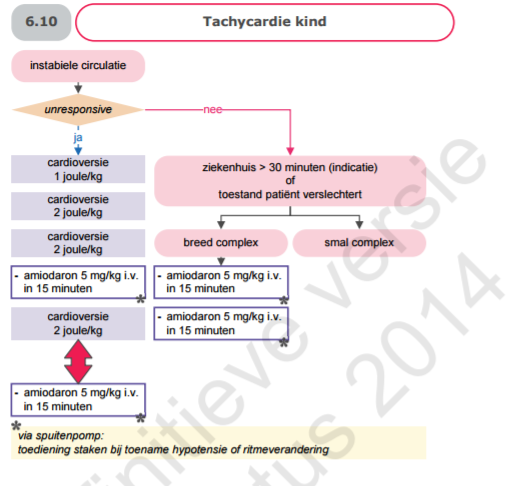 6.10
Tachycardie kind
instabiele circulatie
unresponsive
nee
ja
cardioversie
1 joule/kg
cardioversie
2 joule/kg
cardioversie
2 joule/kg
- amiodaron 5 mg/kg i.v.
in 15 minuten
*
cardioversie
2 joule/kg
- amiodaron 5 mg/kg i.v.
in 15 minuten
*
ziekenhuis > 30 minuten (indicatie)
of
toestand patiënt verslechtert
breed complex
smal complex
- amiodaron 5 mg/kg i.v.
in 15 minuten
*
- amiodaron 5 mg/kg i.v.
in 15 minuten
*
*
via spuitenpomp:
toediening staken bij toename hypotensie of ritmeverandering
initieve versie
tus 2014